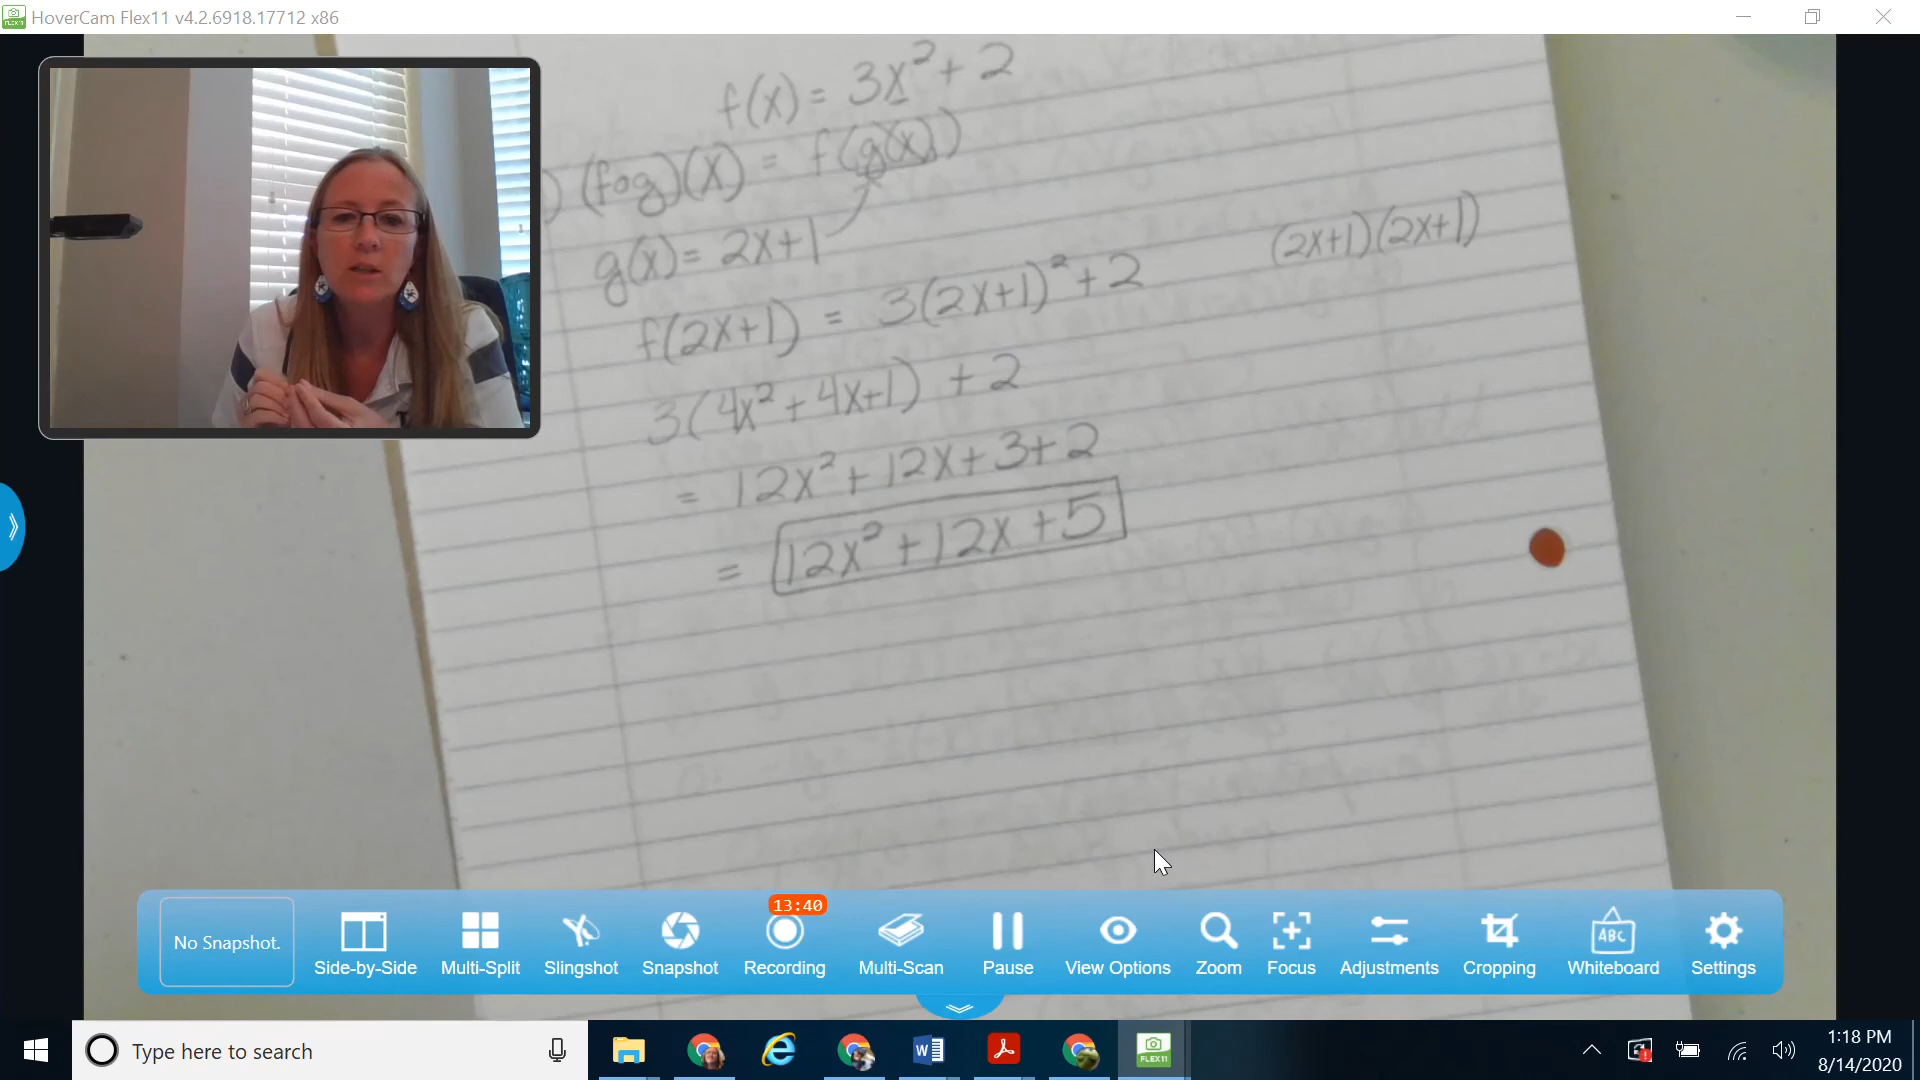 HoverCam Flex11 v4.2.6918.17712 x86
f(x) = 3x² + 2
) (fog)(x) = f(g(x))
g(x) = 2x+1
(2x+1)(2x+1)
f(2x+1) = 3(2x+1)² + 2
3(4x² + 4x+1) + 2
= 12x² + 12x + 3 + 2
= 12x² + 12x + 5
13:40
No Snapshot.
Side-by-Side
Multi-Split
Slingshot
Snapshot
Recording
Multi-Scan
Pause
View Options
Zoom
Focus
Adjustments
Cropping
ABC
Whiteboard
Settings
Type here to search
FLEX11
1:18 PM
8/14/2020